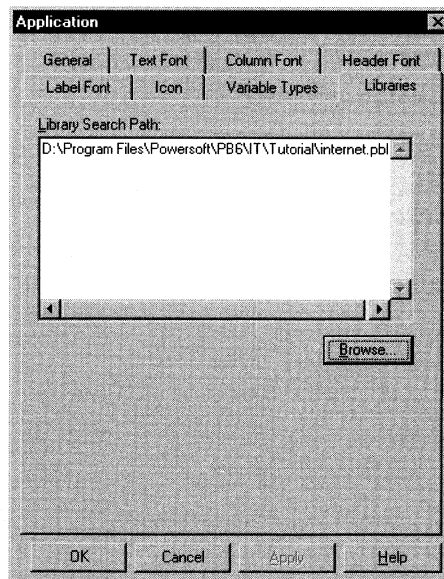 Application
General Text Font Column Font Header Font
Label Font Icon Variable Types Libraries
Library Search Path:
D:\Program Files\Powersoft\PB6\IT\Tutorial\internet.pbl
Browse...
OK Cancel Apply Help